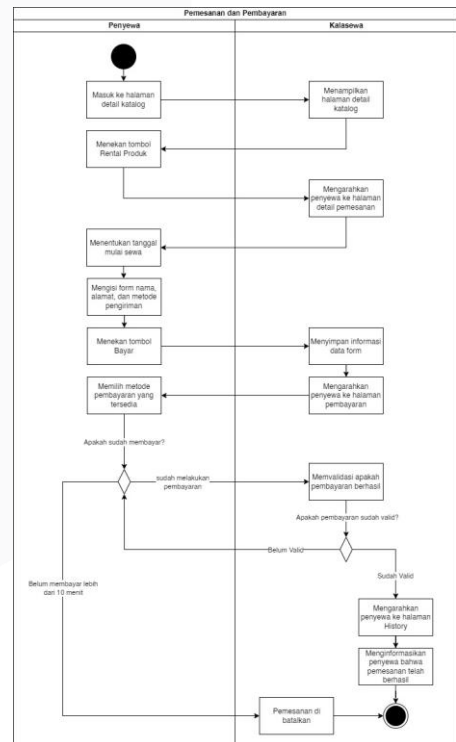 Pemesanan dan Pembayaran
Penyewa
Kalasewa
Masuk ke halaman
detail katalog
Menampilkan
halaman detail
katalog
Menekan tombol
Rental Produk
Mengarahkan
penyewa ke halaman
detail pemesanan
Menentukan tanggal
mulai sewa
Mengisi form nama,
alamat, dan metode
pengiriman
Menekan tombol
Bayar
Menyimpan informasi
data form
Memilih metode
pembayaran yang
tersedia
Mengarahkan
penyewa ke halaman
pembayaran
Apakah sudah membayar?
sudah melakukan
pembayaran
Memvalidasi apakah
pembayaran berhasil
Apakah pembayaran sudah valid?
Belum Valid
Sudah Valid
Belum membayar lebih
dari 10 menit
Mengarahkan
penyewa ke halaman
History
Menginformasikan
penyewa bahwa
pemesanan telah
berhasil
Pemesanan di
batalkan